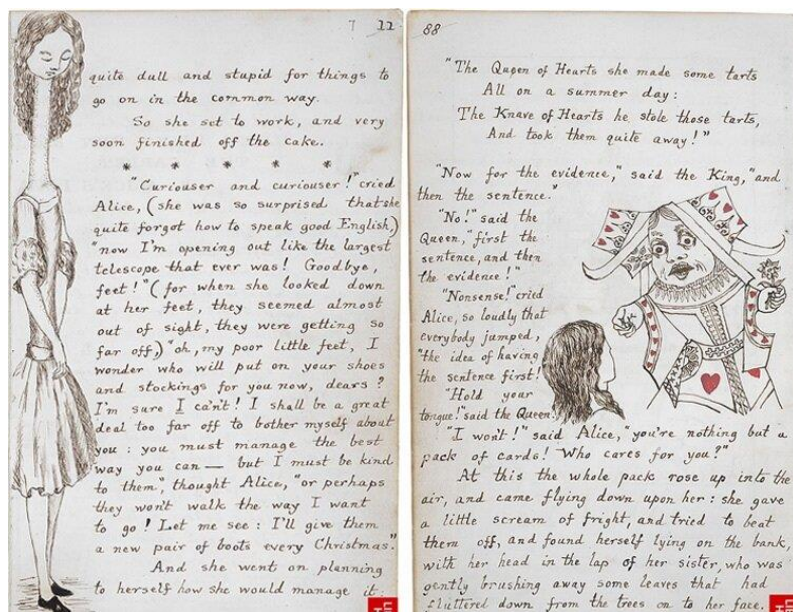 7 11
quite dull and stupid for things to
go on in the common way.
So she set to work, and very
soon finished off the cake.
* * * * *
"Curiouser and curiouser!" cried
Alice, (she was so surprised that she
quite forgot how to speak good English,)
"now I'm opening out like the largest
telescope that ever was! Goodbye,
feet!" (for when she looked down
at her feet, they seemed almost
out of sight, they were getting so
far off,) "oh, my poor little feet, I
wonder who will put on your shoes
and stockings for you now, dears?
I'm sure I can't! I shall be a great
deal too far off to bother myself about
you: you must manage the best
way you can — but I must be kind
to them", thought Alice, "or perhaps
they won't walk the way I want
to go! Let me see: I'll give them
a new pair of boots every Christmas."
And she went on planning
to herself how she would manage it
88
"The Queen of Hearts she made some tarts
All on a summer day:
The Knave of Hearts he stole those tarts,
And took them quite away!"
"Now for the evidence," said the King, "and
then the sentence."
"No!" said the
Queen, "first the
sentence, and then
the evidence!"
"Nonsense!" cried
Alice, so loudly that
everybody jumped,
"the idea of having
the sentence first!
"Hold your
tongue!" said the Queen.
"I won't!" said Alice, "you're nothing but a
pack of cards! Who cares for you?"
At this the whole pack rose up into the
air, and came flying down upon her: she gave
a little scream of fright, and tried to beat
them off, and found herself lying on the bank,
with her head in the lap of her sister, who was
gently brushing away some leaves that had
fluttered down from the trees on to her face.